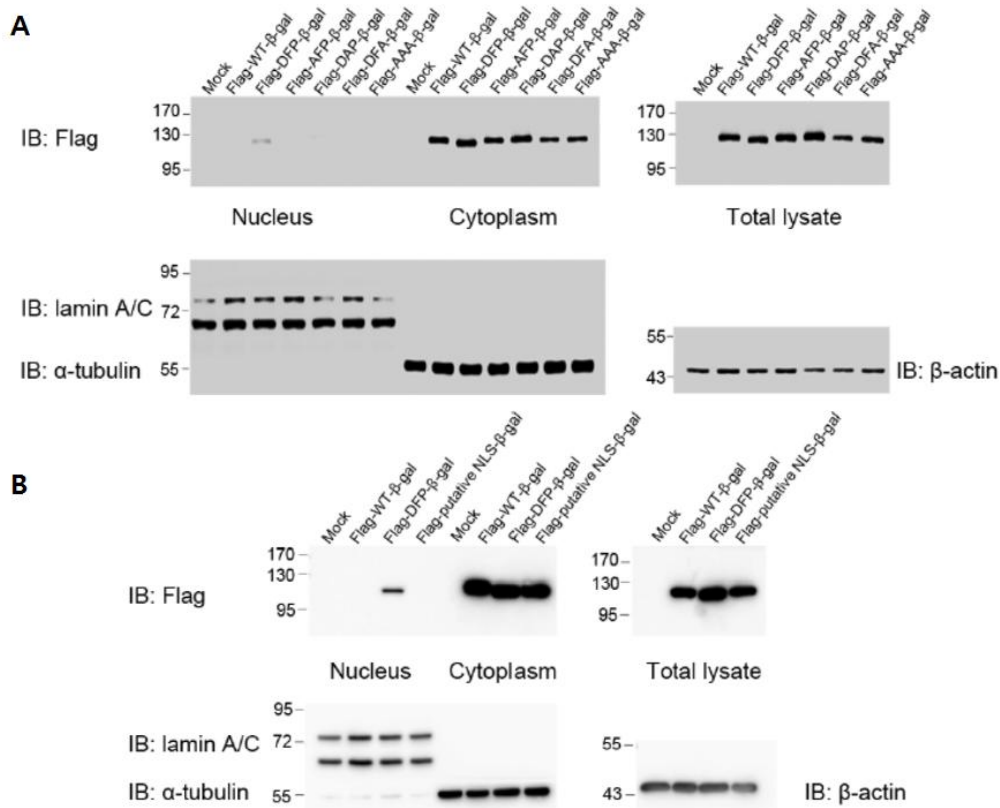 A
Mock Flag-WT-β-gal Flag-DFP-β-gal Flag-AFP-β-gal Flag-DAP-β-gal Flag-DFA-β-gal Flag-AAA-β-gal Mock Flag-WT-β-gal Flag-DFP-β-gal Flag-AFP-β-gal Flag-DAP-β-gal Flag-DFA-β-gal Flag-AAA-β-gal Mock Flag-WT-β-gal Flag-DFP-β-gal Flag-AFP-β-gal Flag-DAP-β-gal Flag-DFA-β-gal Flag-AAA-β-gal
170 170
IB: Flag 130 130
95 95
Nucleus Cytoplasm Total lysate
95
IB: lamin A/C 72 55
IB: α-tubulin 55 43 IB: β-actin
B
Mock Flag-WT-β-gal Flag-DFP-β-gal Flag-putative NLS-β-gal Mock Flag-WT-β-gal Flag-DFP-β-gal Flag-putative NLS-β-gal Mock Flag-WT-β-gal Flag-DFP-β-gal Flag-putative NLS-β-gal
170 170
130 130
IB: Flag
95 95
Nucleus Cytoplasm Total lysate
95
IB: lamin A/C 72 55
IB: α-tubulin 55 43 IB: β-actin